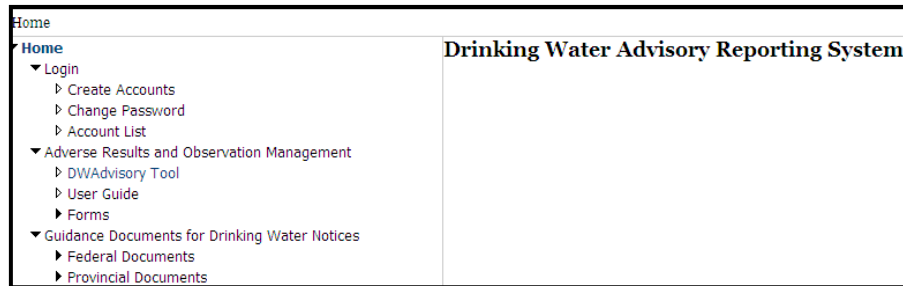 Home
Home
Drinking Water Advisory Reporting System
Login
Create Accounts
Change Password
Account List
Adverse Results and Observation Management
DWAdvisory Tool
User Guide
Forms
Guidance Documents for Drinking Water Notices
Federal Documents
Provincial Documents